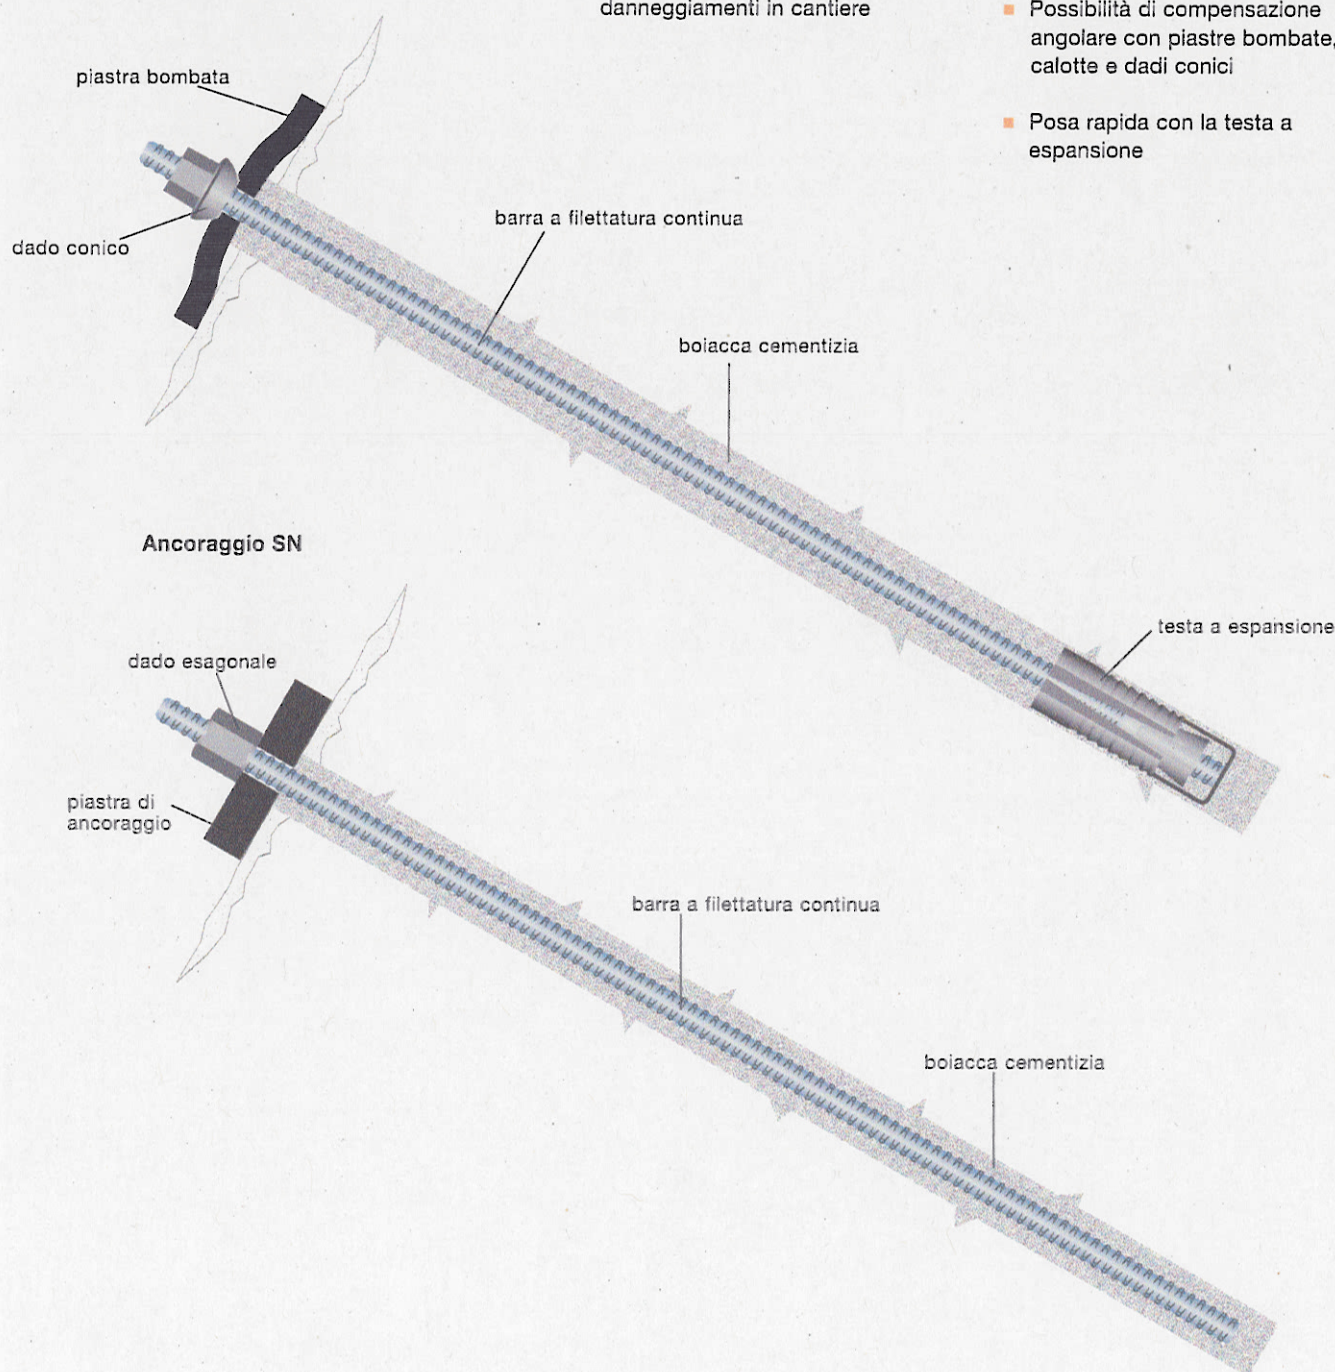 danneggiamenti in cantiere
Possibilità di compensazione
angolare con piastre bombate,
calotte e dadi conici
Posa rapida con la testa a
espansione
piastra bombata
dado conico
barra a filettatura continua
boiacca cementizia
testa a espansione
Ancoraggio SN
dado esagonale
piastra di
ancoraggio
barra a filettatura continua
boiacca cementizia